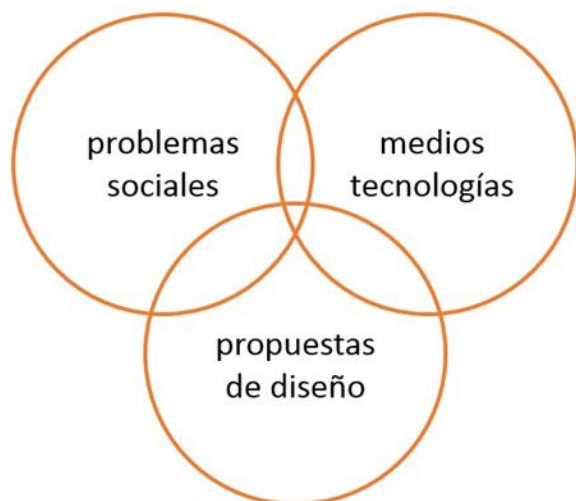 problemas
sociales
medios
tecnologías
propuestas
de diseño